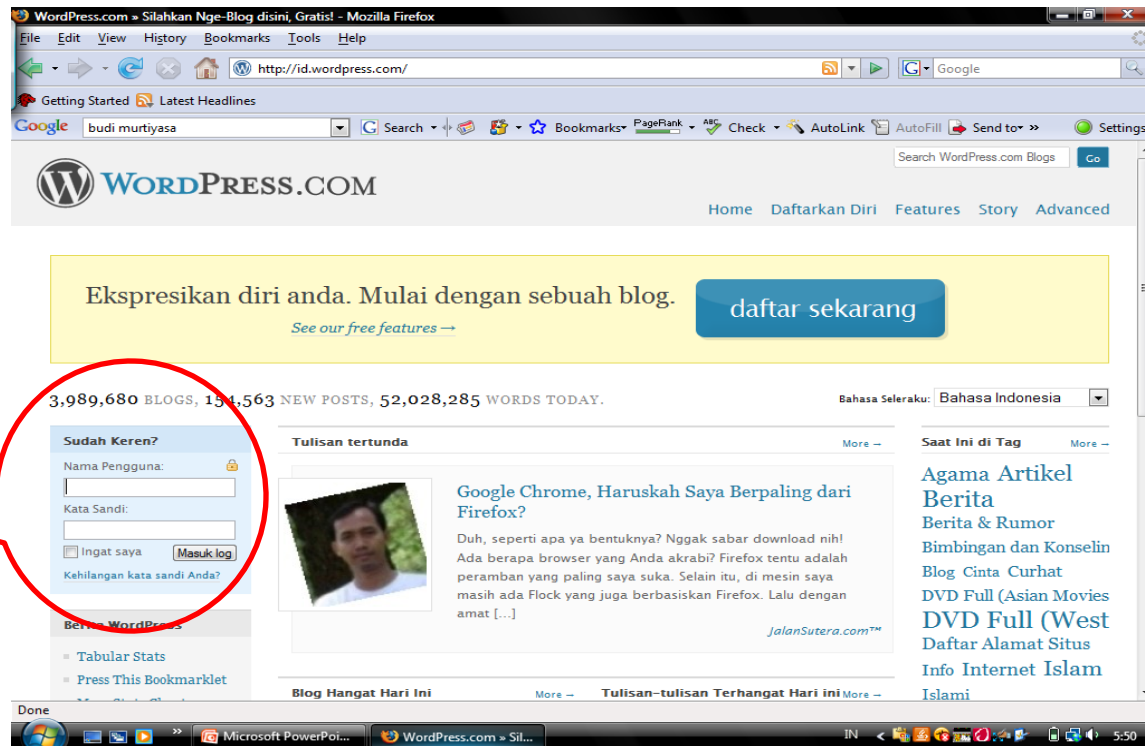 WordPress.com » Silahkan Nge-Blog disini, Gratis! - Mozilla Firefox
File Edit View History Bookmarks Tools Help
http://id.wordpress.com/
G Google
Getting Started Latest Headlines
Google budi murtiyasa G Search Bookmarks PageRank ABC Check AutoLink AutoFill Send to Settings
Search WordPress.com Blogs Go
WORDPRESS.COM
Home Daftarkan Diri Features Story Advanced
Ekspresikan diri anda. Mulai dengan sebuah blog.
daftar sekarang
See our free features →
3,989,680 BLOGS, 154,563 NEW POSTS, 52,028,285 WORDS TODAY.
Bahasa Seleraku: Bahasa Indonesia
Sudah Keren?
Nama Pengguna:
Kata Sandi:
Ingat saya Masuk log
Kehilangan kata sandi Anda?
Berita WordPress
Tabular Stats
Press This Bookmarklet
Tulisan tertunda More →
Google Chrome, Haruskah Saya Berpaling dari
Firefox?
Duh, seperti apa ya bentuknya? Nggak sabar download nih!
Ada berapa browser yang Anda akrabi? Firefox tentu adalah
peramban yang paling saya suka. Selain itu, di mesin saya
masih ada Flock yang juga berbasiskan Firefox. Lalu dengan
amat [...]
JalanSutera.com™
Blog Hangat Hari Ini More →
Tulisan-tulisan Terhangat Hari ini More →
Saat Ini di Tag More →
Agama Artikel
Berita
Berita & Rumor
Bimbingan dan Konselin
Blog Cinta Curhat
DVD Full (Asian Movies
DVD Full (West
Daftar Alamat Situs
Info Internet Islam
Islami
Done
Microsoft PowerPoi... WordPress.com » Sil... IN 5:50